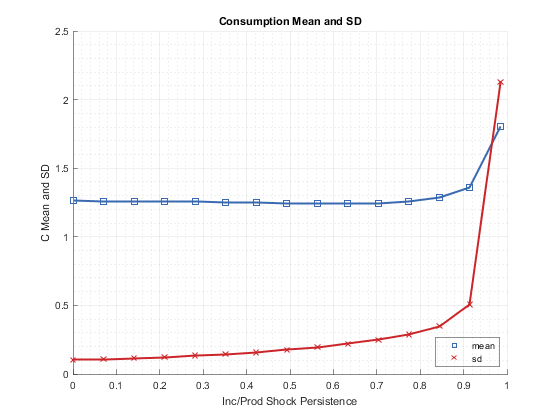 Consumption Mean and SD
2.5
2
1.5
1
0.5
0
C Mean and SD
0 0.1 0.2 0.3 0.4 0.5 0.6 0.7 0.8 0.9 1
Inc/Prod Shock Persistence
mean
sd